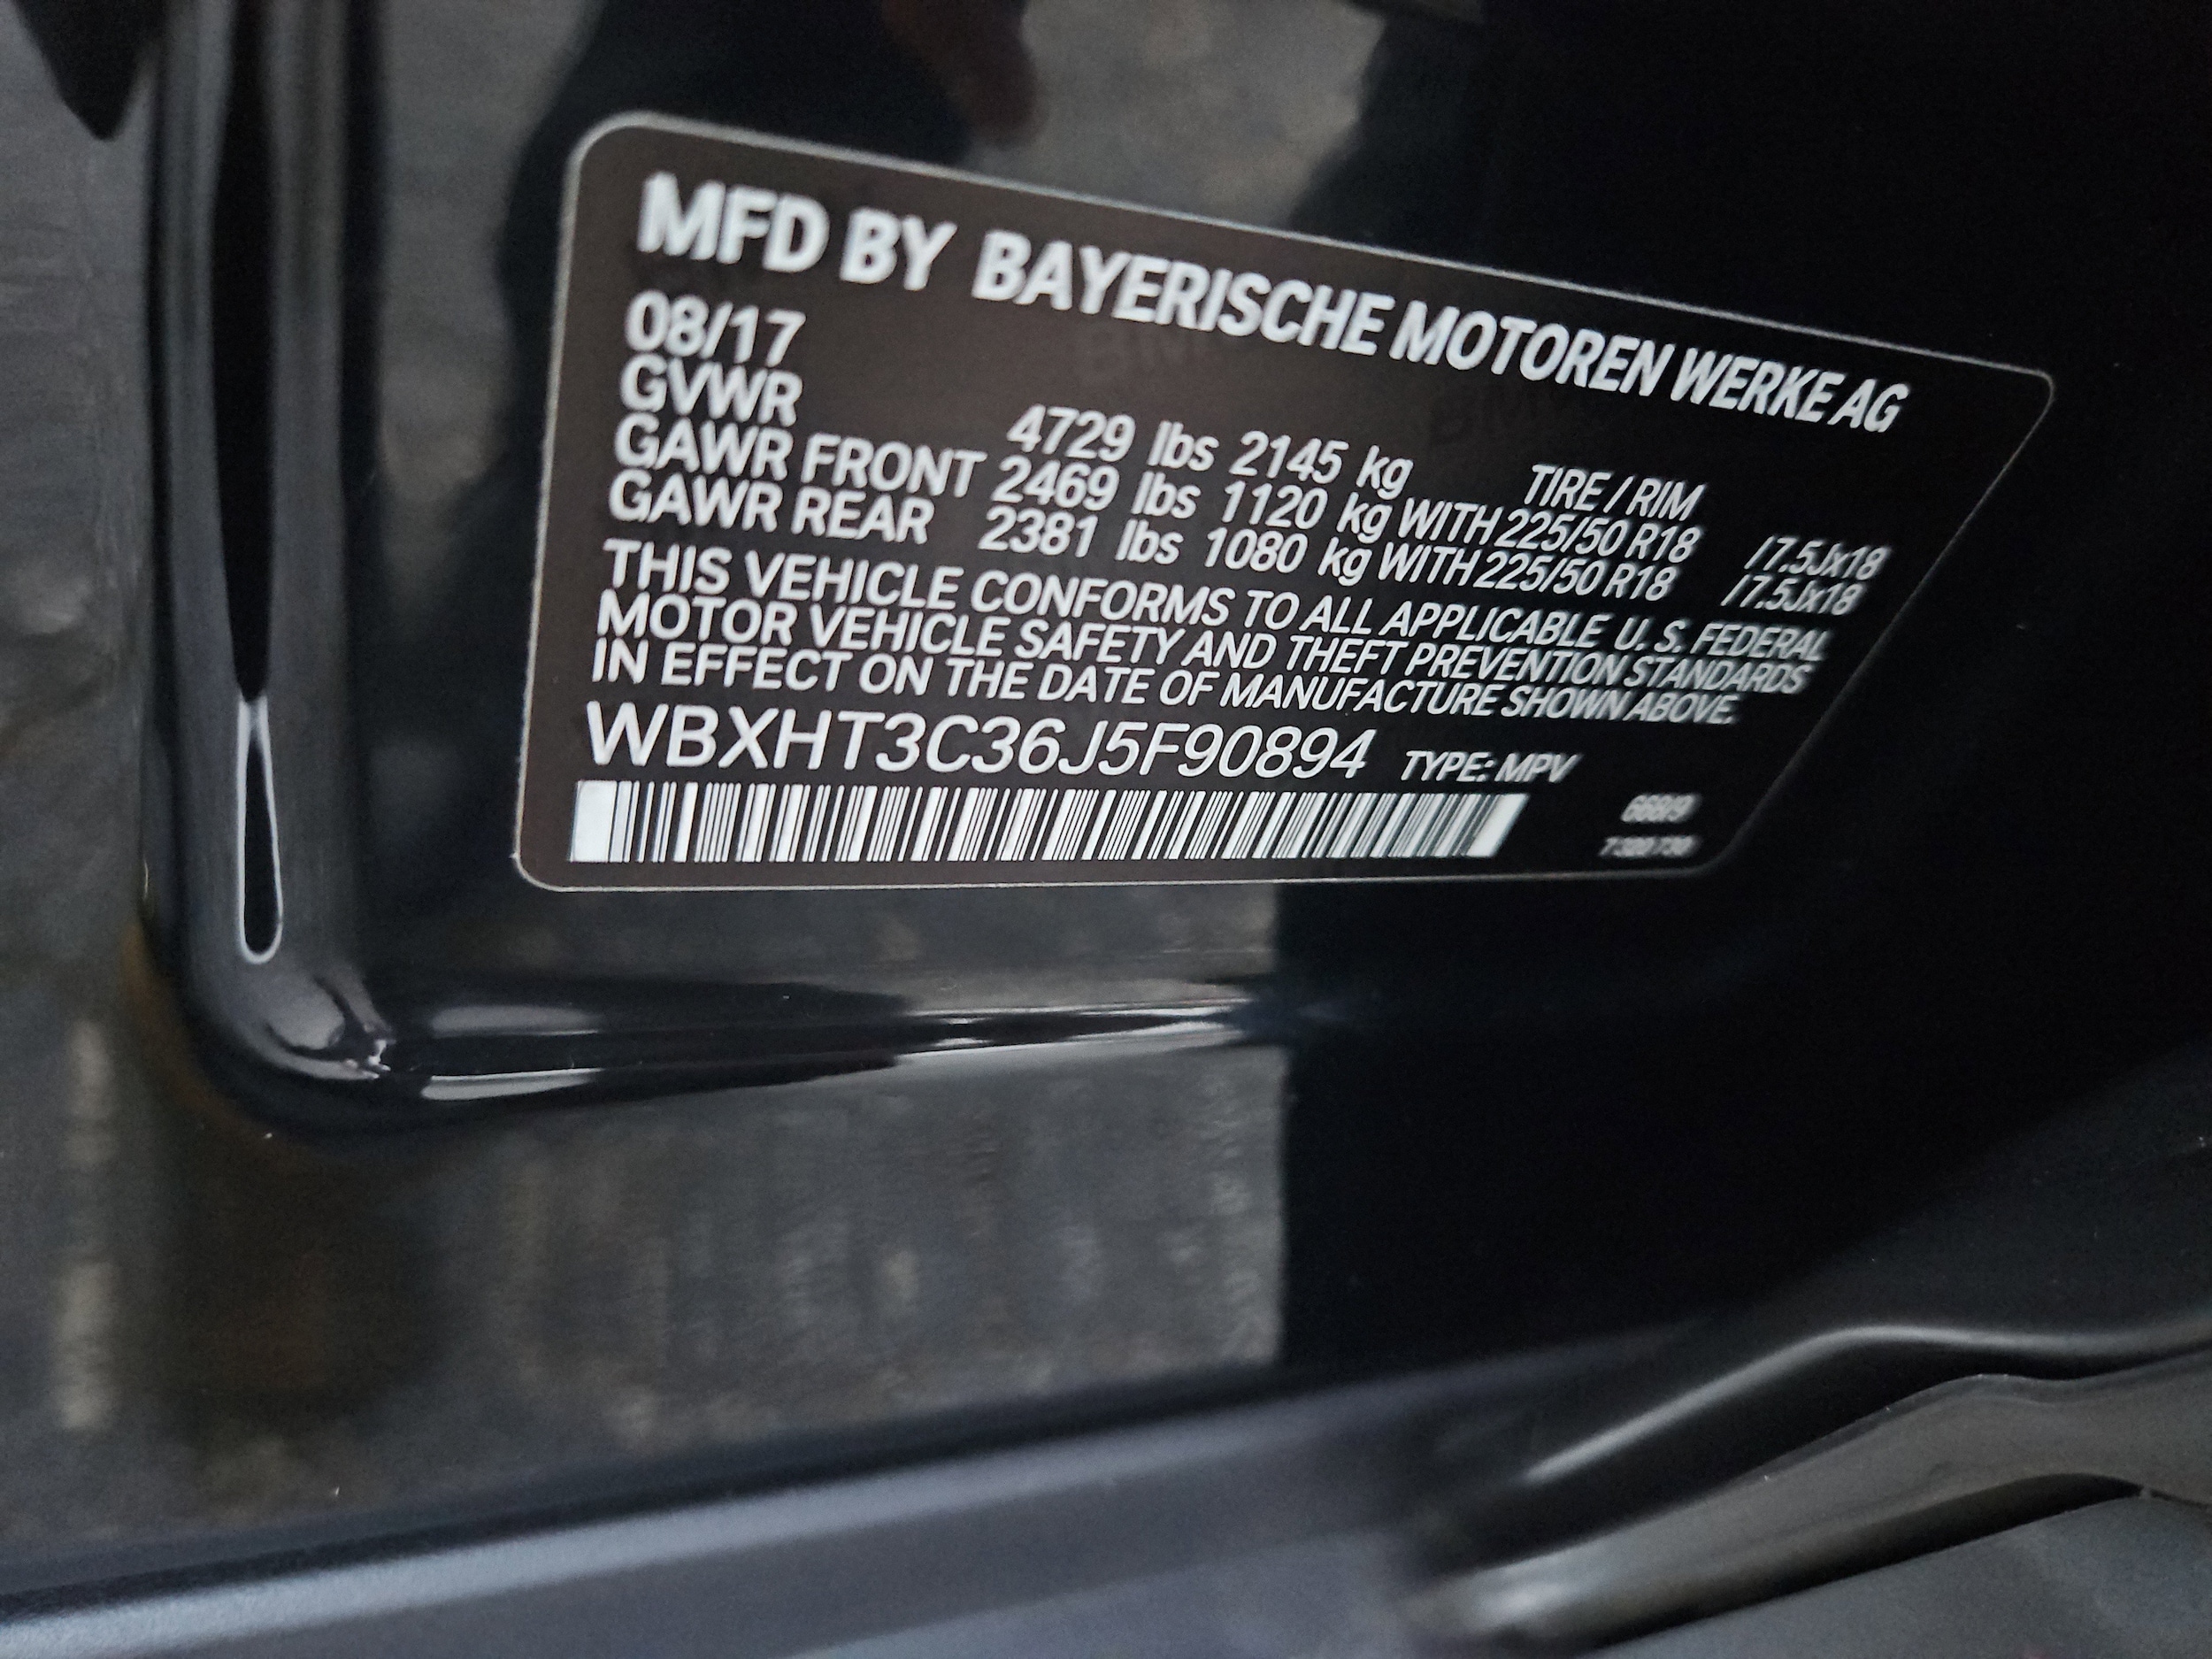 MFD BY BAYERISCHE MOTOREN WERKE AG
08/17
GVWR 4729 lbs 2145 kg TIRE / RIM
GAWR FRONT 2469 lbs 1120 kg WITH 225/50 R18 /7.5Jx18
GAWR REAR 2381 lbs 1080 kg WITH 225/50 R18 /7.5Jx18
THIS VEHICLE CONFORMS TO ALL APPLICABLE U. S. FEDERAL
MOTOR VEHICLE SAFETY AND THEFT PREVENTION STANDARDS
IN EFFECT ON THE DATE OF MANUFACTURE SHOWN ABOVE.
WBXHT3C36J5F90894 TYPE: MPV